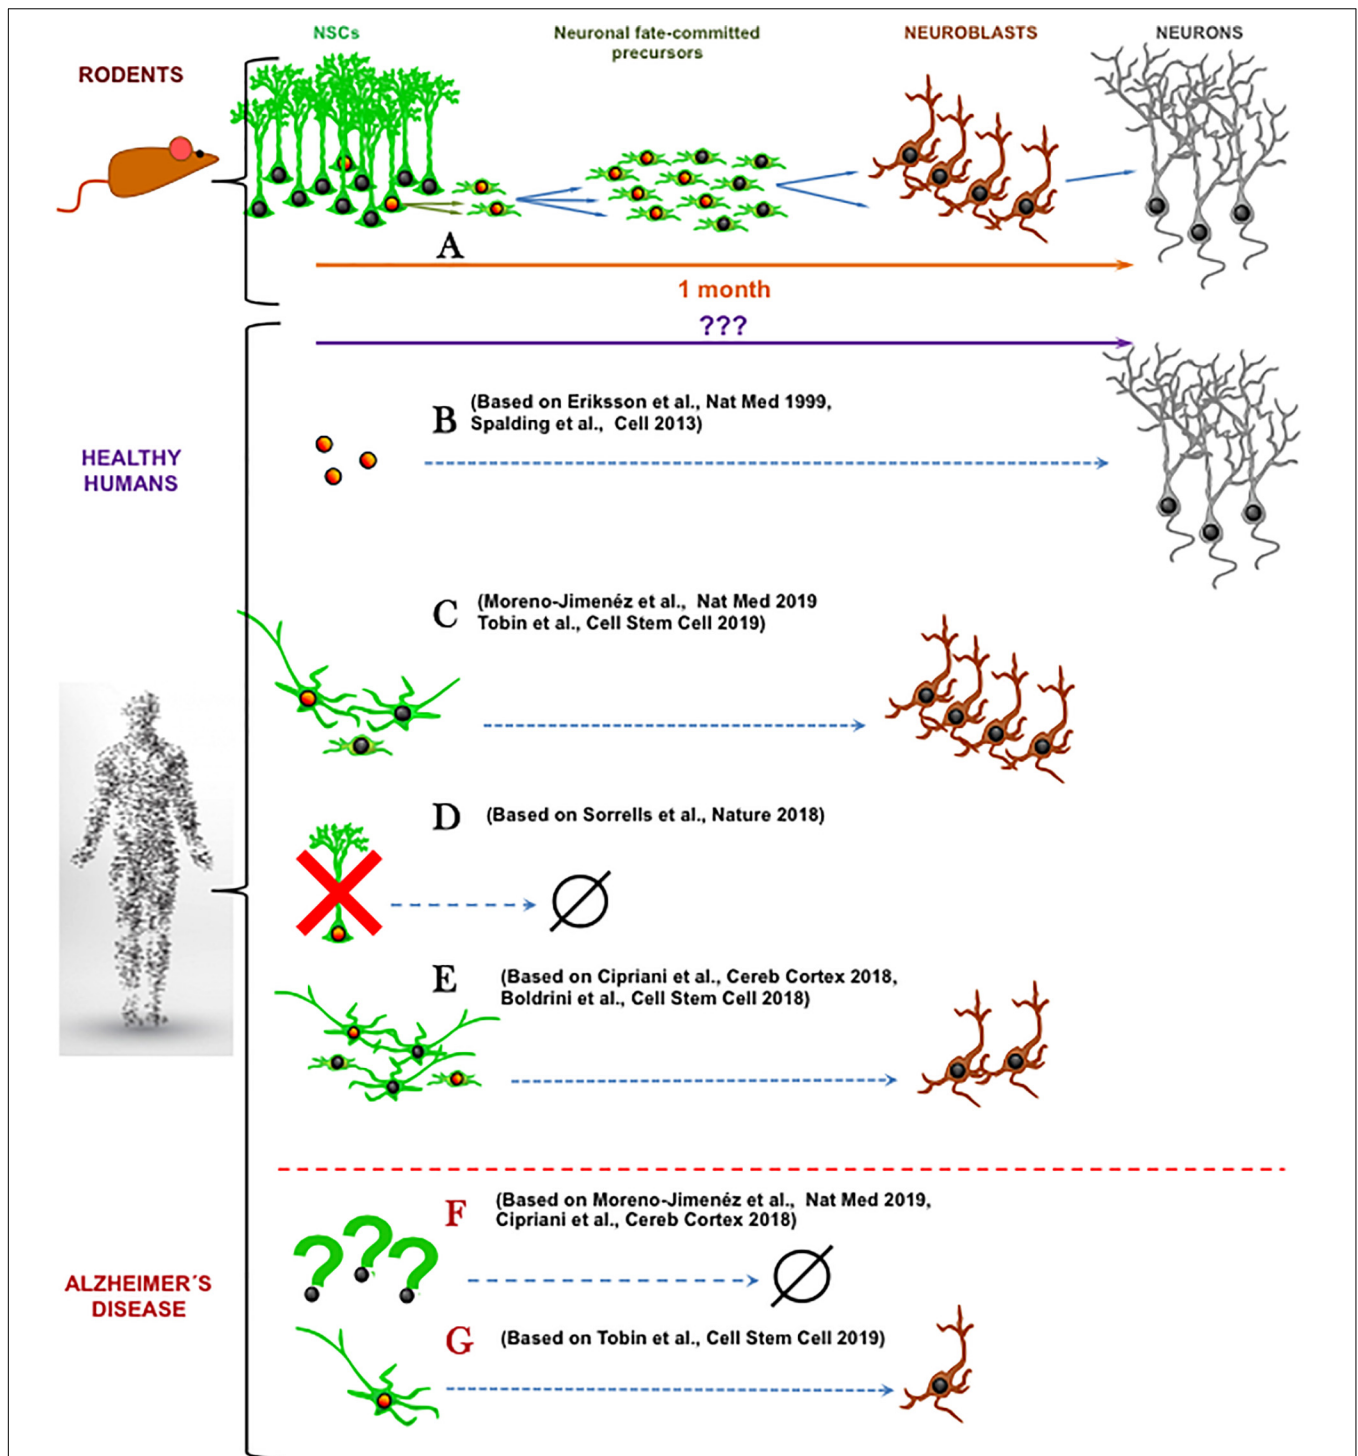 NSCs
Neuronal fate-committed
precursors
NEUROBLASTS
NEURONS
RODENTS
A
1 month
???
B
(Based on Eriksson et al., Nat Med 1999,
Spalding et al., Cell 2013)
HEALTHY
HUMANS
C
(Moreno-Jimenéz et al., Nat Med 2019
Tobin et al., Cell Stem Cell 2019)
D
(Based on Sorrells et al., Nature 2018)
E
(Based on Cipriani et al., Cereb Cortex 2018,
Boldrini et al., Cell Stem Cell 2018)
F
(Based on Moreno-Jimenéz et al., Nat Med 2019,
Cipriani et al., Cereb Cortex 2018)
???
ALZHEIMER´S
DISEASE
G
(Based on Tobin et al., Cell Stem Cell 2019)